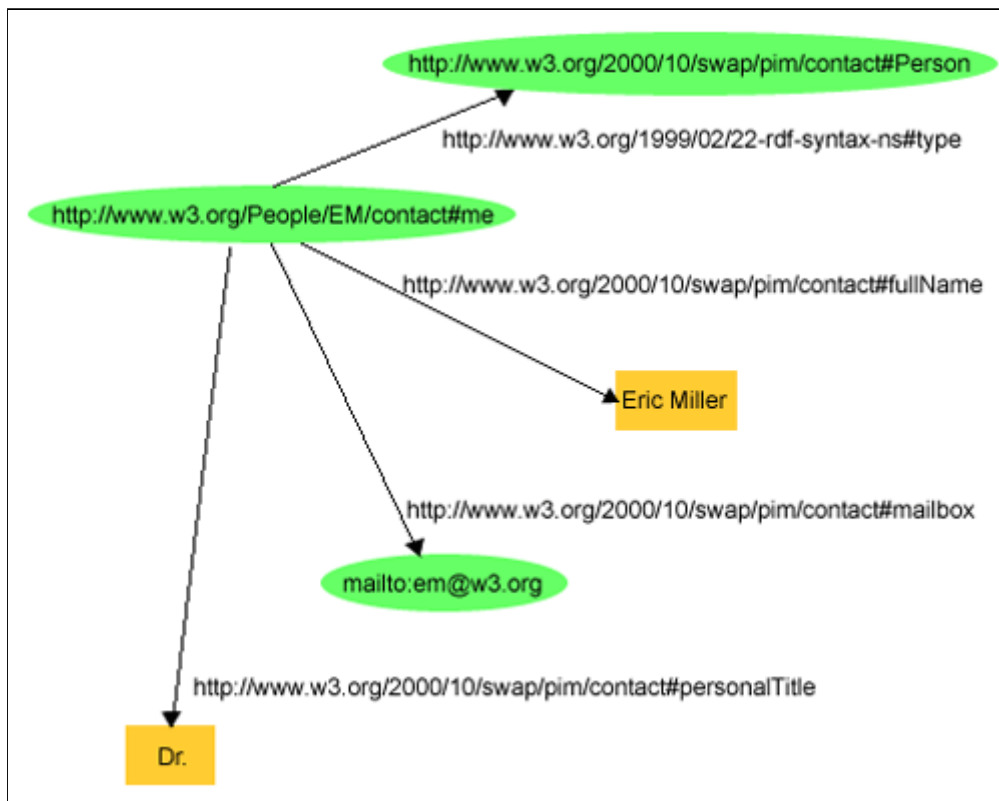 http://www.w3.org/2000/10/swap/pim/contact#Person
http://www.w3.org/1999/02/22-rdf-syntax-ns#type
http://www.w3.org/People/EM/contact#me
http://www.w3.org/2000/10/swap/pim/contact#fullName
Eric Miller
http://www.w3.org/2000/10/swap/pim/contact#mailbox
mailto:em@w3.org
http://www.w3.org/2000/10/swap/pim/contact#personalTitle
Dr.